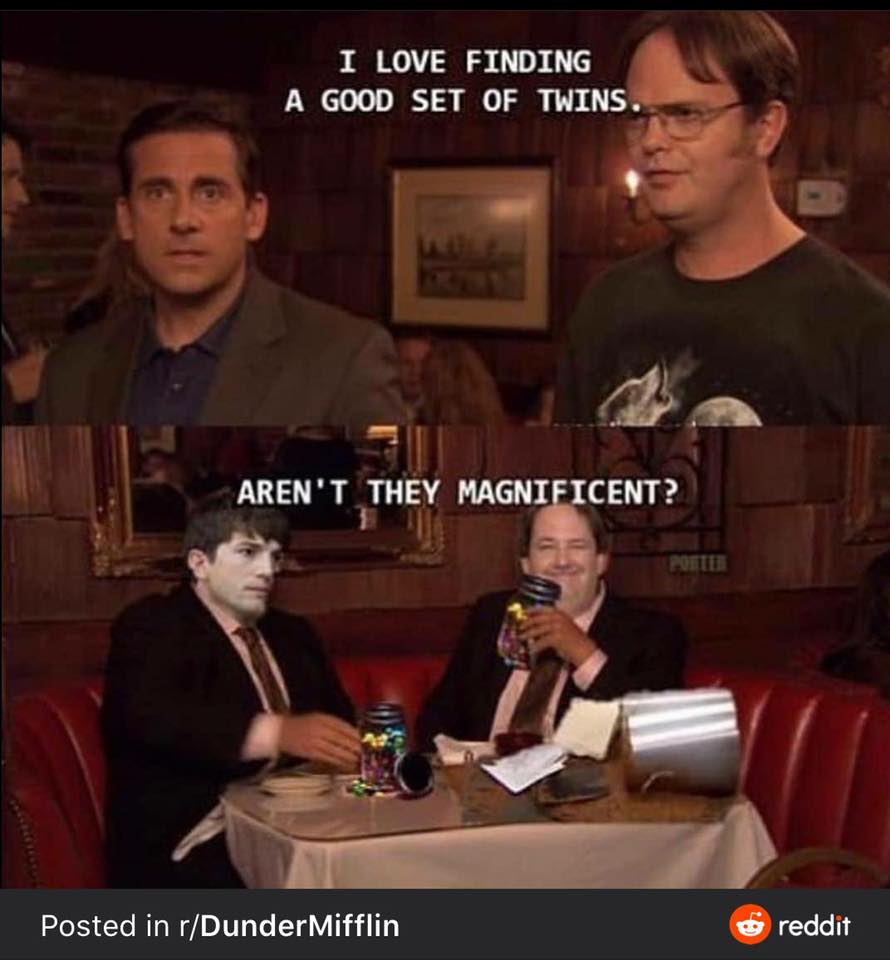 I LOVE FINDING
A GOOD SET OF TWINS.
AREN'T THEY MAGNIFICENT?
PORTER
Posted in r/DunderMifflin
reddit